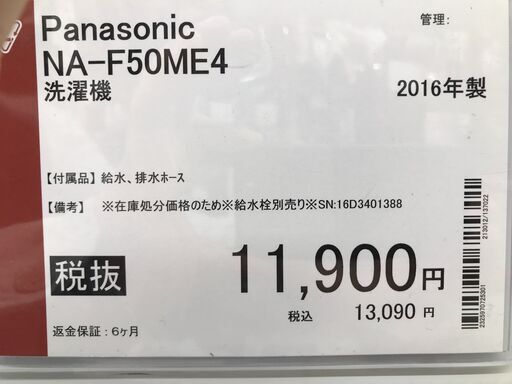 Panasonic
管理:
NA-F50ME4
洗濯機
2016年製
【付属品】 給水、排水ホース
【備考】 ※在庫処分価格のため※給水栓別売り※SN:16D3401388
税抜
11,900円
税込 13,090 円
返金保証：6ヶ月
213012/137022
2325970725301